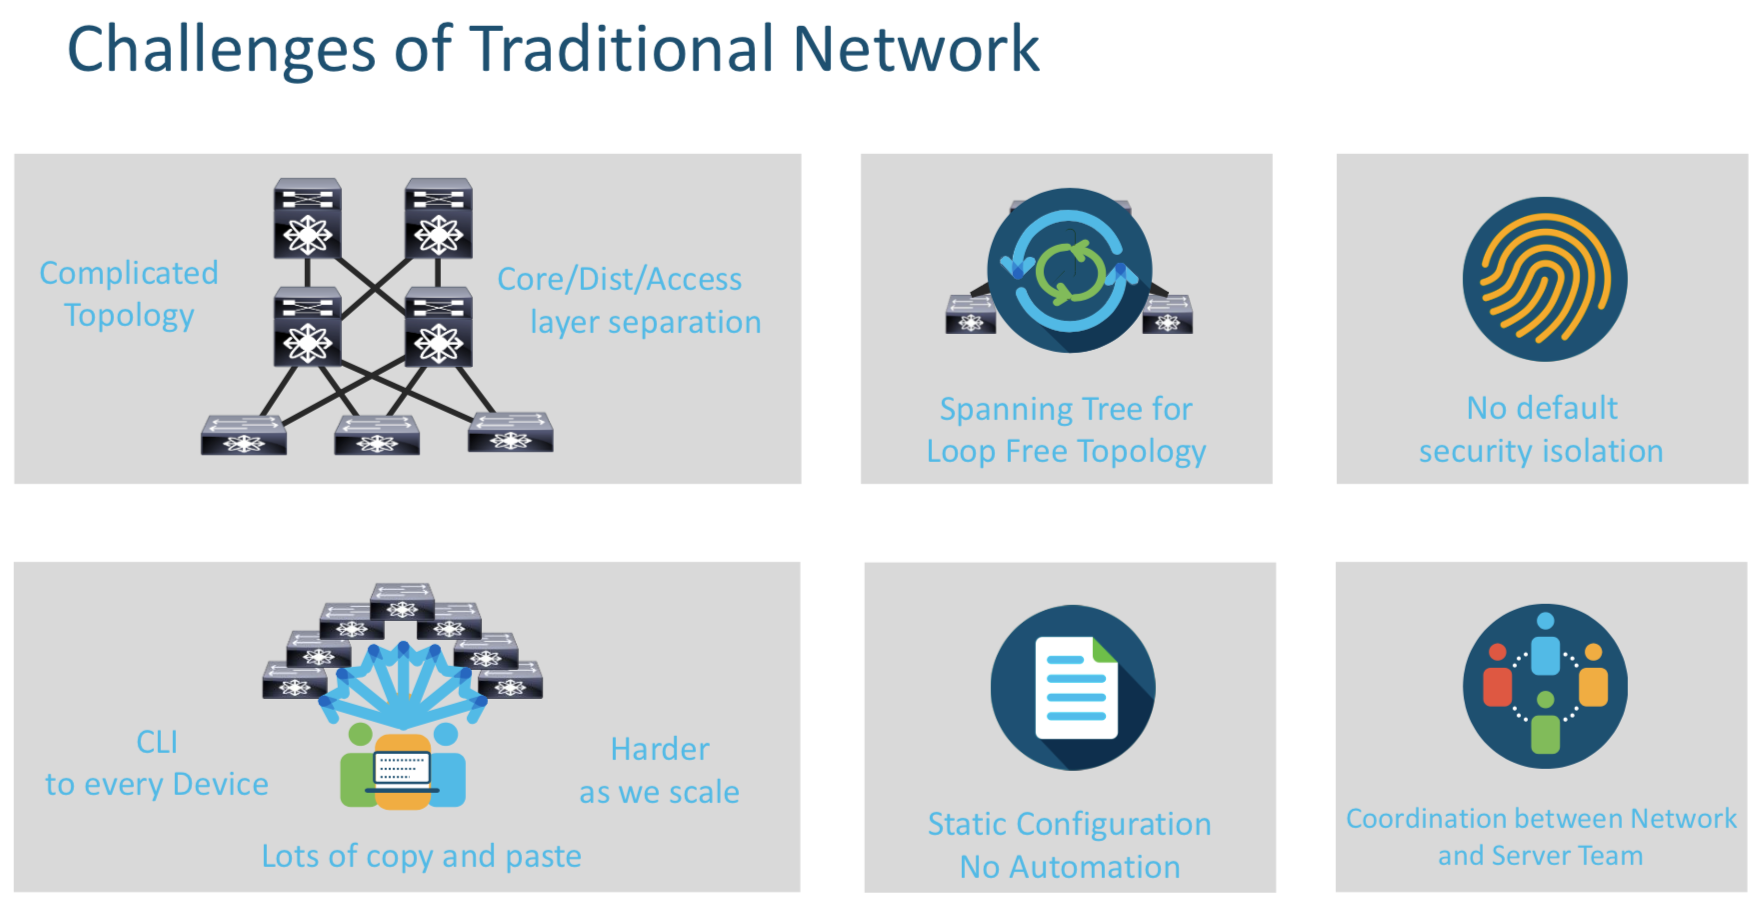 Challenges of Traditional Network
Complicated
Topology
Core/Dist/Access
layer separation
Spanning Tree for
Loop Free Topology
No default
security isolation
CLI
to every Device
Harder
as we scale
Lots of copy and paste
Static Configuration
No Automation
Coordination between Network
and Server Team